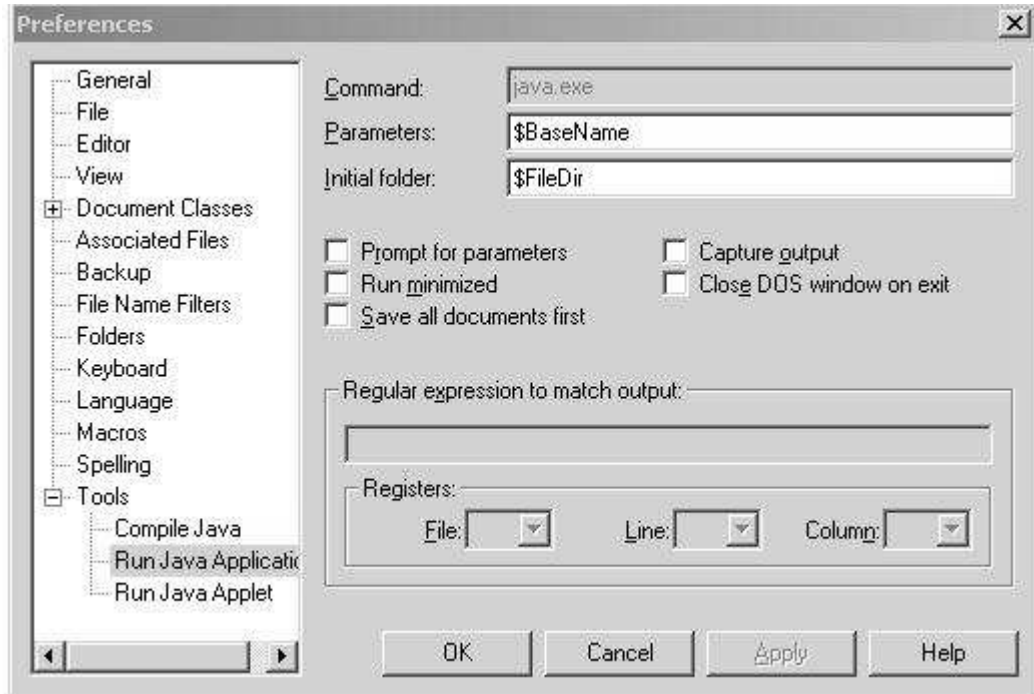 Preferences
General
File
Editor
View
Document Classes
Associated Files
Backup
File Name Filters
Folders
Keyboard
Language
Macros
Spelling
Tools
Compile Java
Run Java Applicatio
Run Java Applet
Command: java.exe
Parameters: $BaseName
Initial folder: $FileDir
Prompt for parameters
Capture output
Run minimized
Close DOS window on exit
Save all documents first
Regular expression to match output:
Registers:
File: Line: Column:
OK Cancel Apply Help